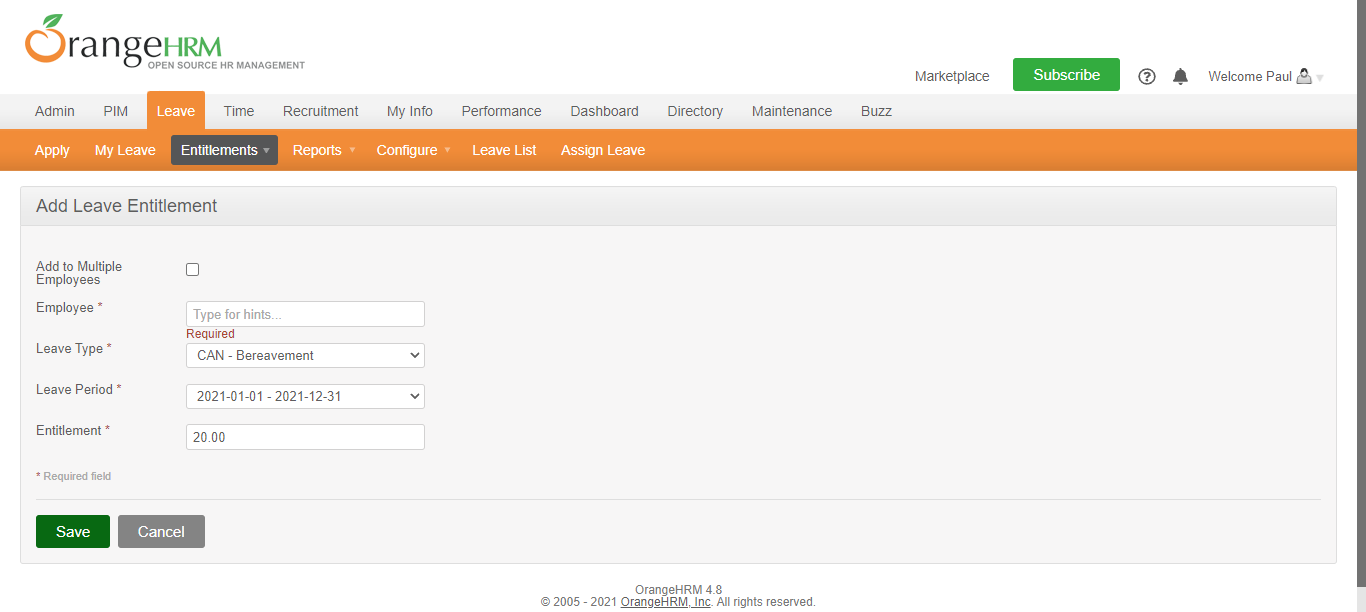 OrangeHRM
OPEN SOURCE HR MANAGEMENT
Marketplace Subscribe Welcome Paul
Admin PIM Leave Time Recruitment My Info Performance Dashboard Directory Maintenance Buzz
Apply My Leave Entitlements Reports Configure Leave List Assign Leave
Add Leave Entitlement
Add to Multiple
Employees
Employee *
Type for hints...
Required
Leave Type *
CAN - Bereavement
Leave Period *
2021-01-01 - 2021-12-31
Entitlement *
20.00
* Required field
Save Cancel
OrangeHRM 4.8
© 2005 - 2021 OrangeHRM, Inc. All rights reserved.